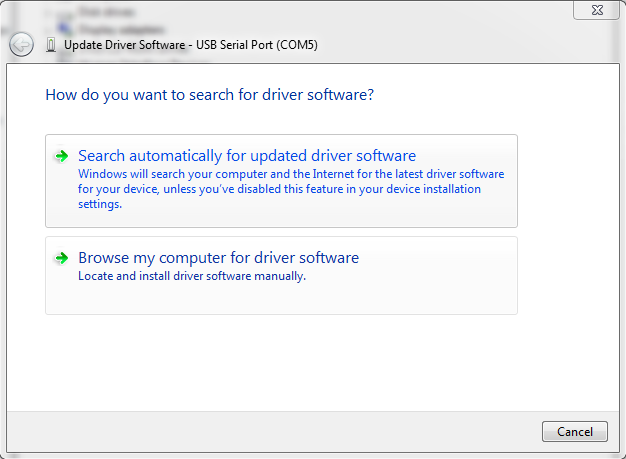 Disk drives
Display adapters
Update Driver Software - USB Serial Port (COM5)
How do you want to search for driver software?
Search automatically for updated driver software
Windows will search your computer and the Internet for the latest driver software
for your device, unless you've disabled this feature in your device installation
settings.
Browse my computer for driver software
Locate and install driver software manually.
Cancel